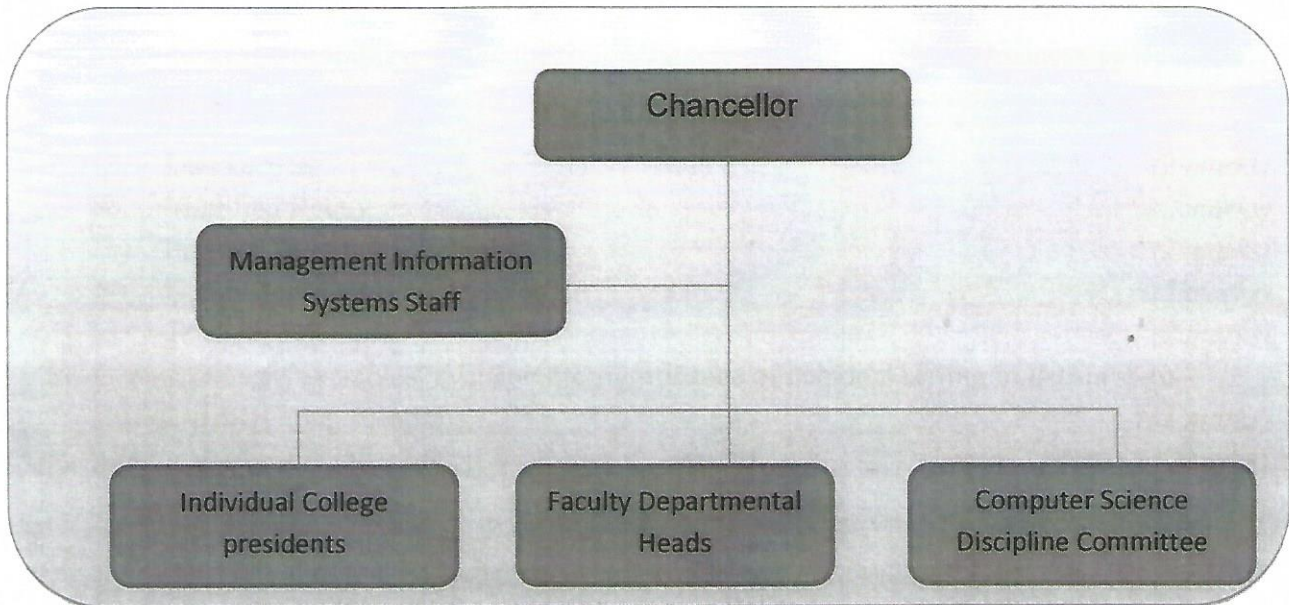 Chancellor
Management Information
Systems Staff
Individual College
presidents
Faculty Departmental
Heads
Computer Science
Discipline Committee